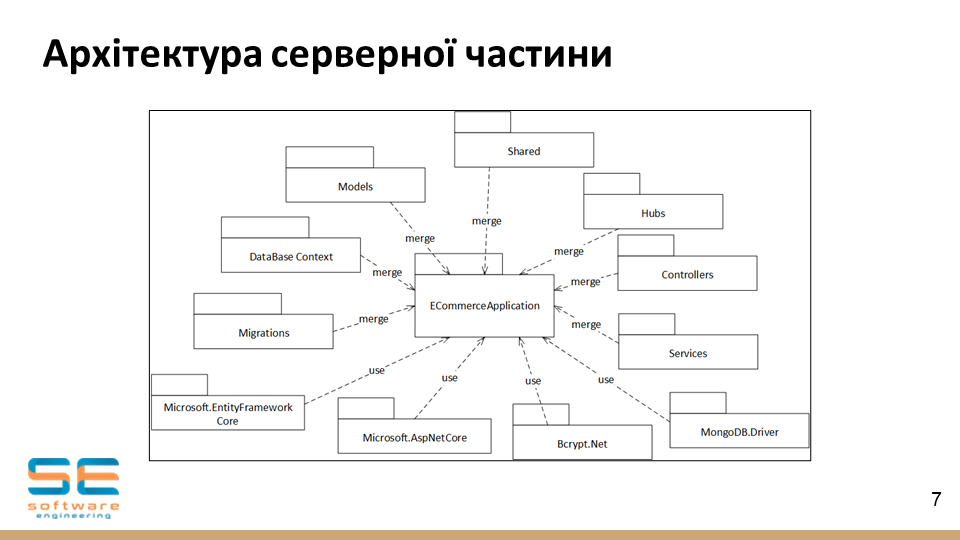 Архітектура серверної частини
Shared
Models
Hubs
merge
merge
merge
DataBase Context
merge
Controllers
merge
ECommerceApplication
Migrations
merge
merge
Services
use
use
use
use
Microsoft.EntityFramework
Core
Microsoft.AspNetCore
Bcrypt.Net
MongoDB.Driver
SE
software
engineering
7